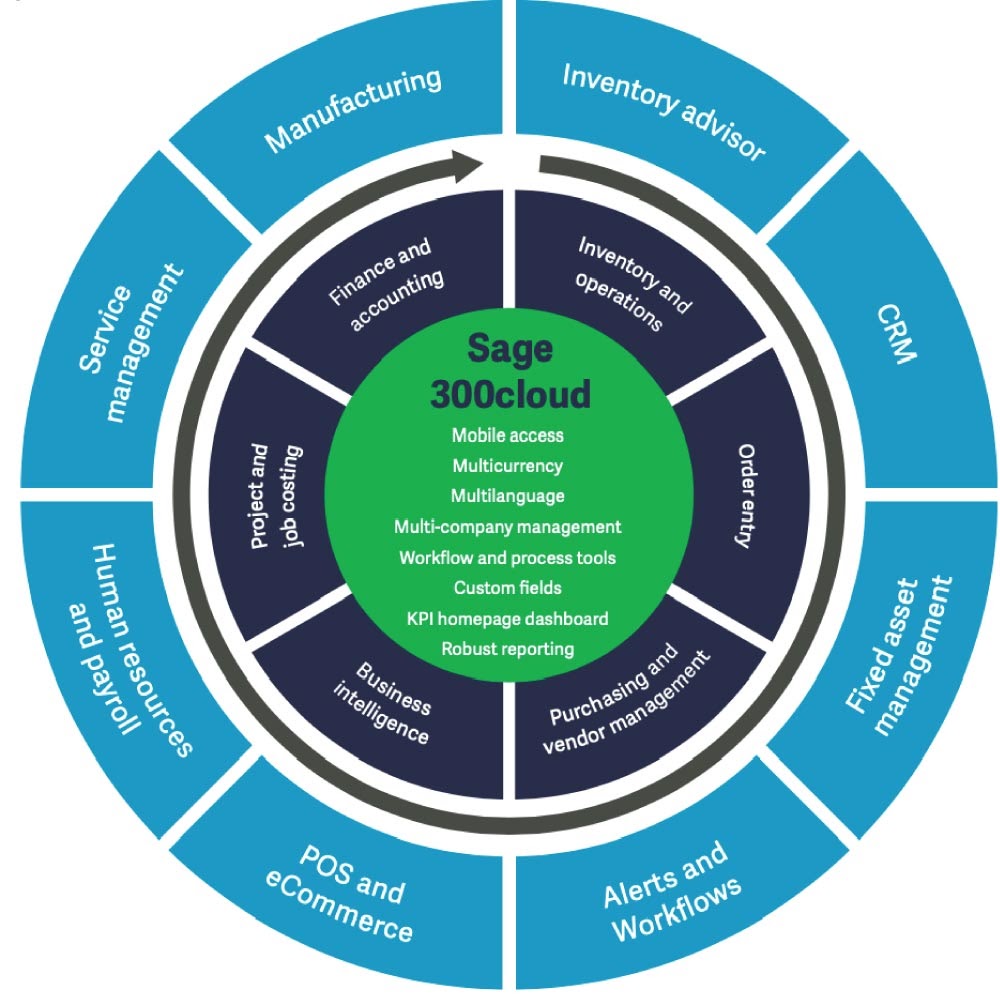 Manufacturing
Inventory advisor
CRM
Fixed asset
management
Alerts and
Workflows
POS and
eCommerce
Human resources
and payroll
Service
management
Finance and
accounting
Inventory and
operations
Order entry
Purchasing and
vendor management
Business
intelligence
Project and
job costing
Sage
300cloud
Mobile access
Multicurrency
Multilanguage
Multi-company management
Workflow and process tools
Custom fields
KPI homepage dashboard
Robust reporting